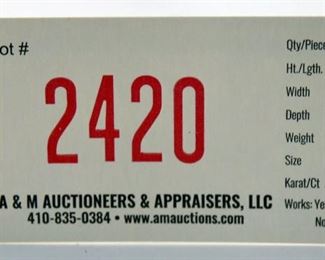 ot #
2420
A & M AUCTIONEERS & APPRAISERS, LLC
410-835-0384 • www.amauctions.com
Qty/Piece
Ht./Lgth.
Width
Depth
Weight
Size
Karat/Ct
Works: Ye
No